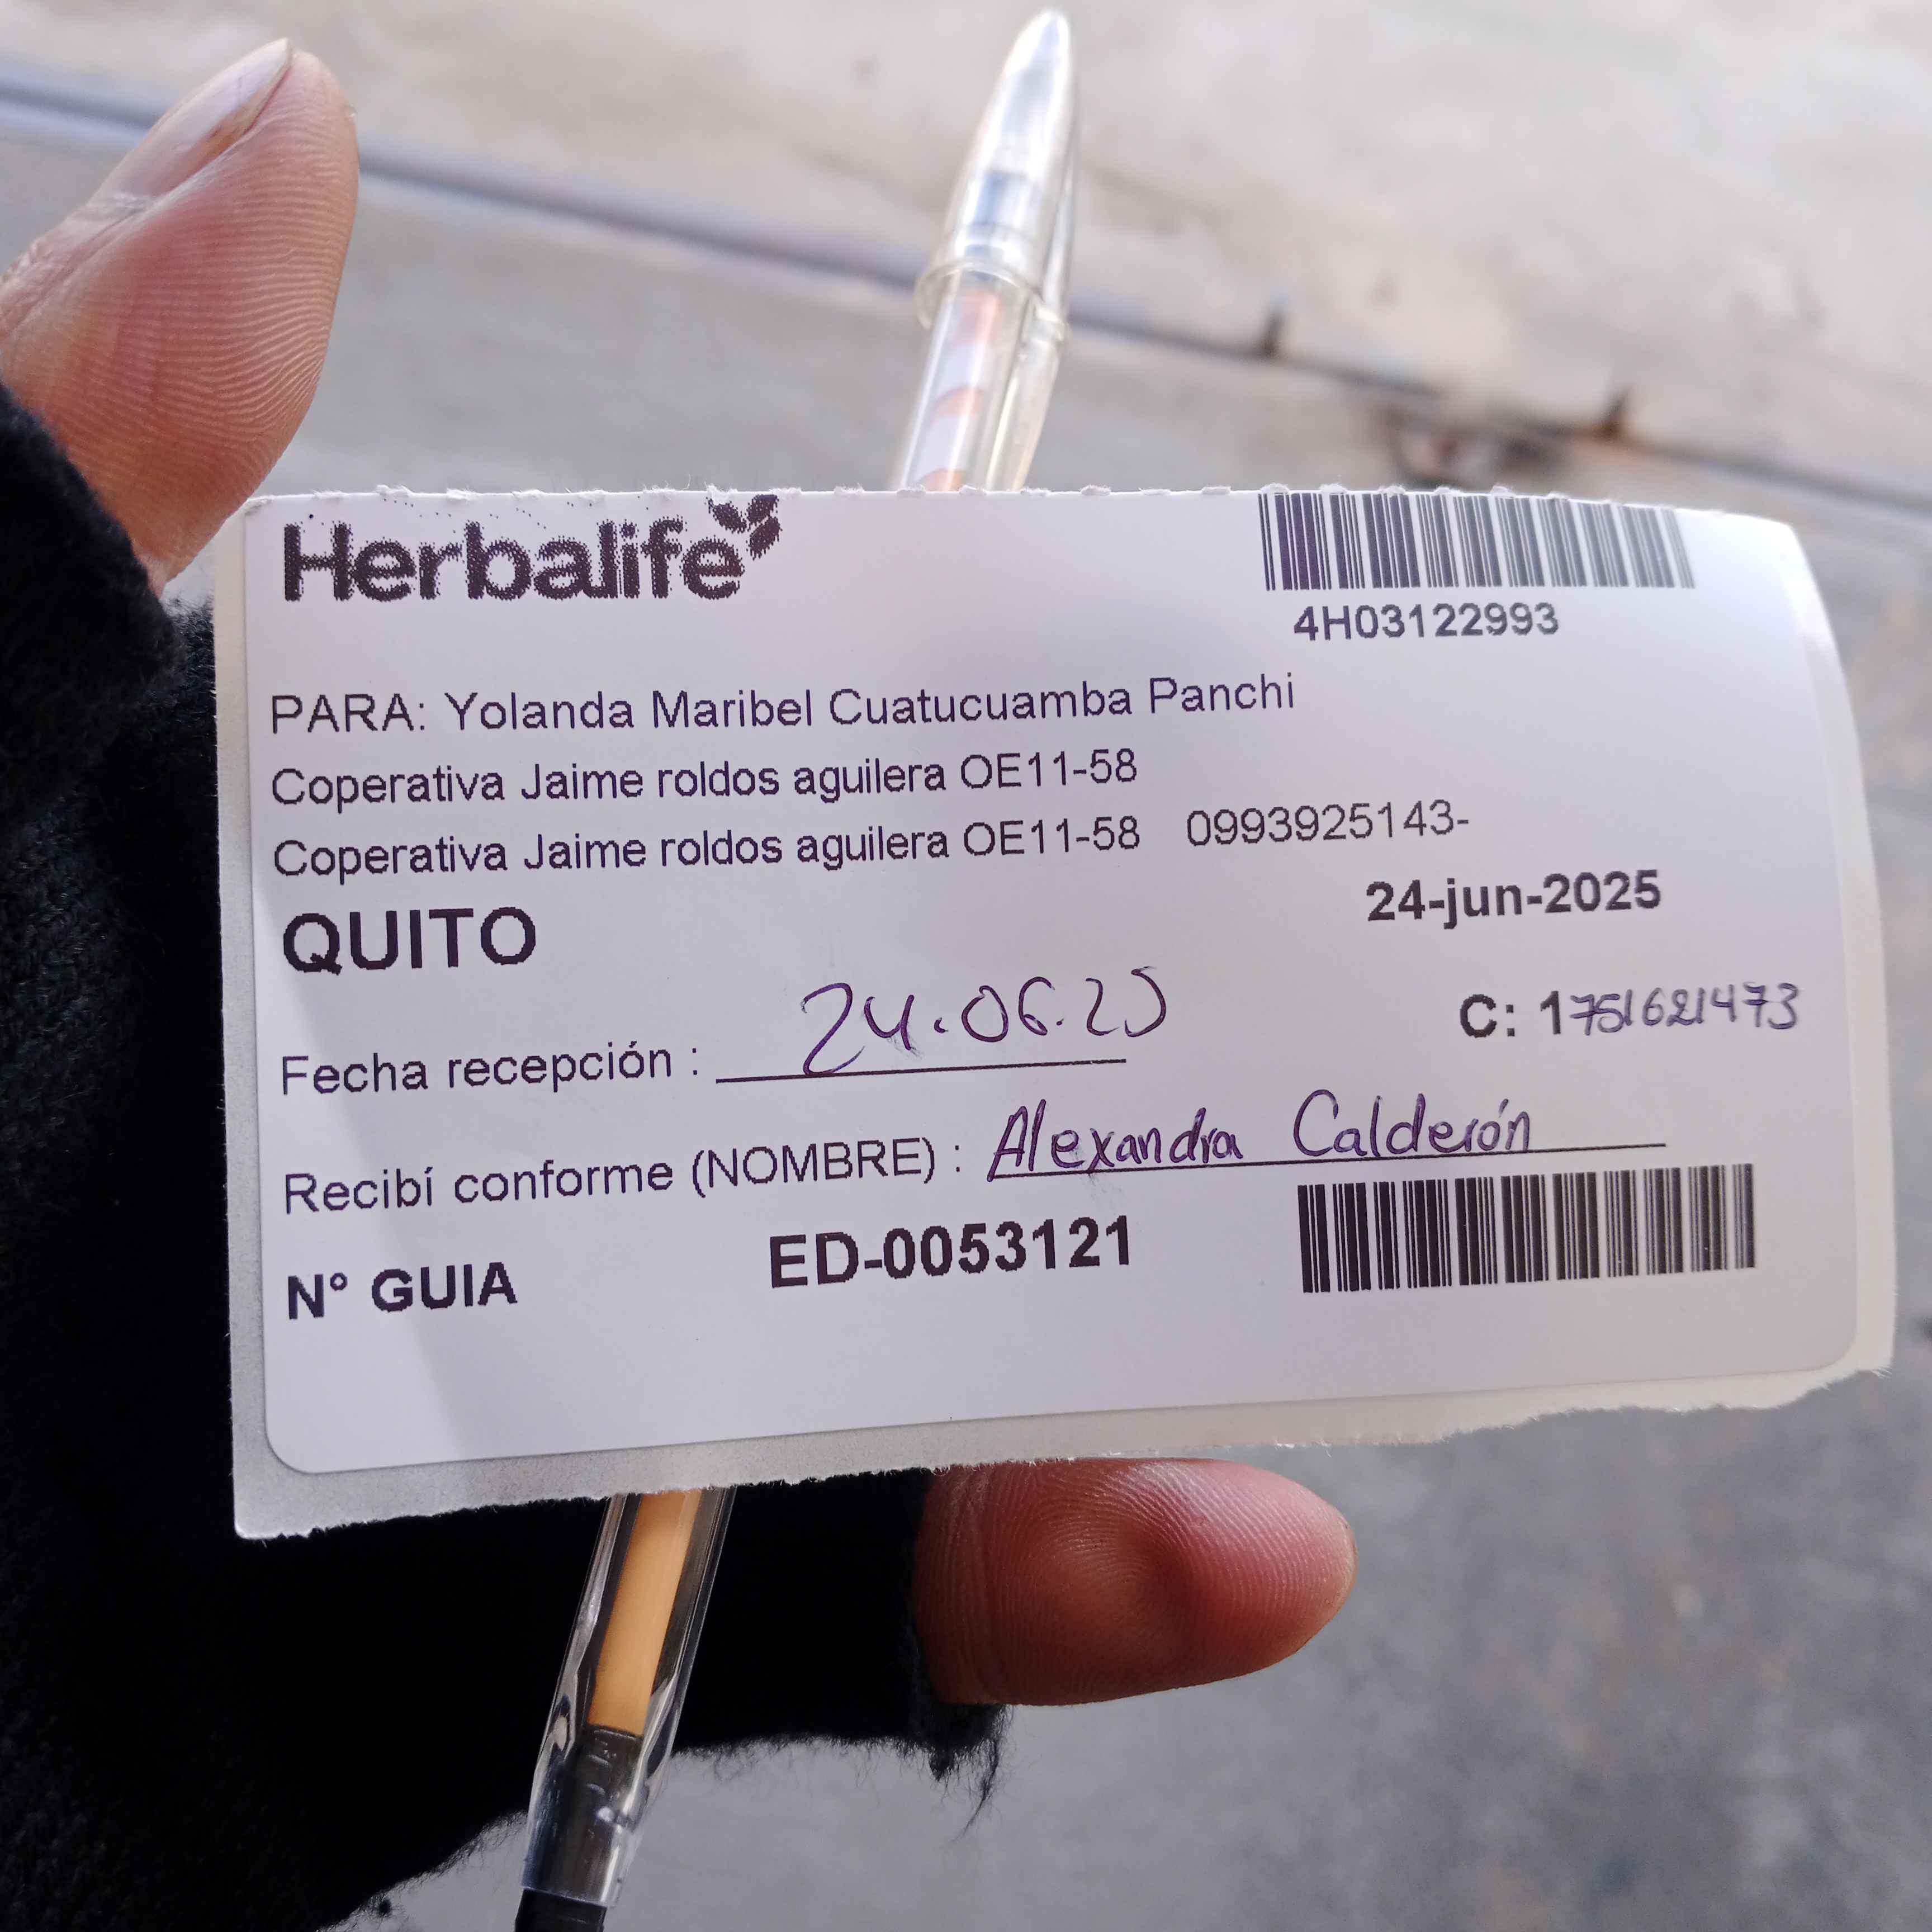 Herbalife
4H03122993
PARA: Yolanda Maribel Cuatucuamba Panchi
Coperativa Jaime roldos aguilera OE11-58
Coperativa Jaime roldos aguilera OE11-58 0993925143-
QUITO
24-jun-2025
Fecha recepción : 24.06.25
C: 1751621473
Recibí conforme (NOMBRE) : Alexandra Calderón
N° GUIA ED-0053121